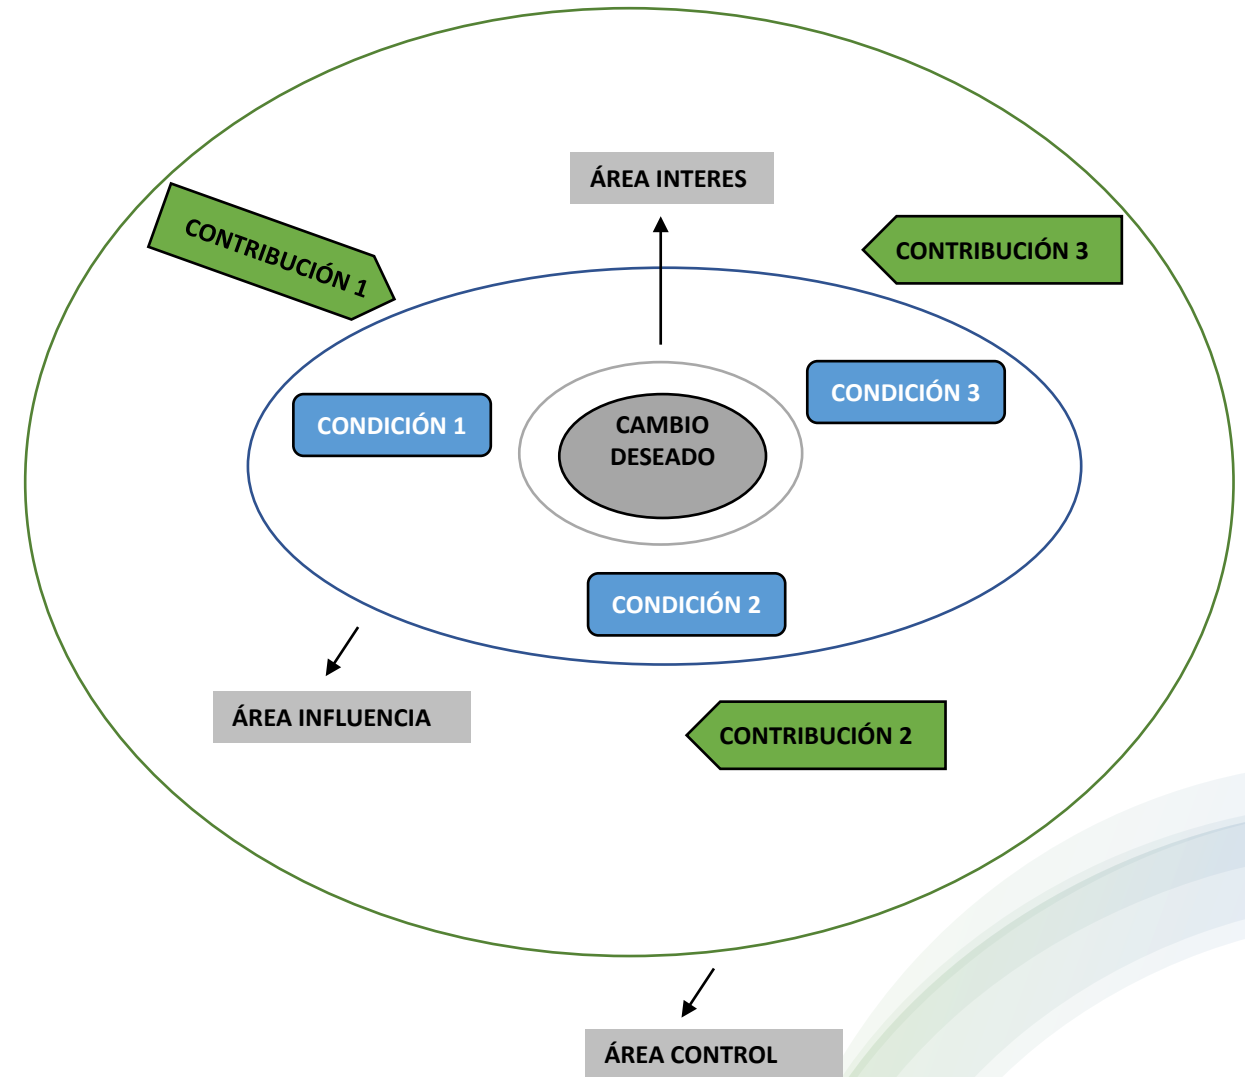 ÁREA INTERES
CONTRIBUCIÓN 1
CONTRIBUCIÓN 3
CONDICIÓN 3
CONDICIÓN 1
CAMBIO
DESEADO
CONDICIÓN 2
ÁREA INFLUENCIA
CONTRIBUCIÓN 2
ÁREA CONTROL